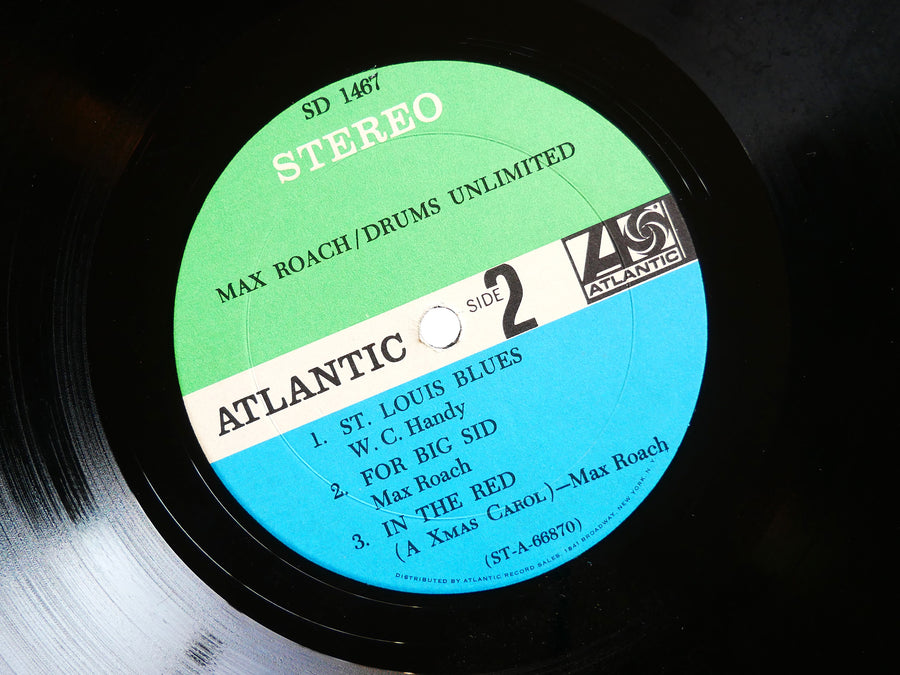 SD 1467
STEREO
MAX ROACH/DRUMS UNLIMITED
ATLANTIC
SIDE 2
ATLANTIC
1. ST. LOUIS BLUES
W. C. Handy
2. FOR BIG SID
Max Roach
3. IN THE RED
(A XMAS CAROL)—Max Roach
(ST-A-66870)
DISTRIBUTED BY ATLANTIC RECORD SALES, 1841 BROADWAY, NEW YORK, N.